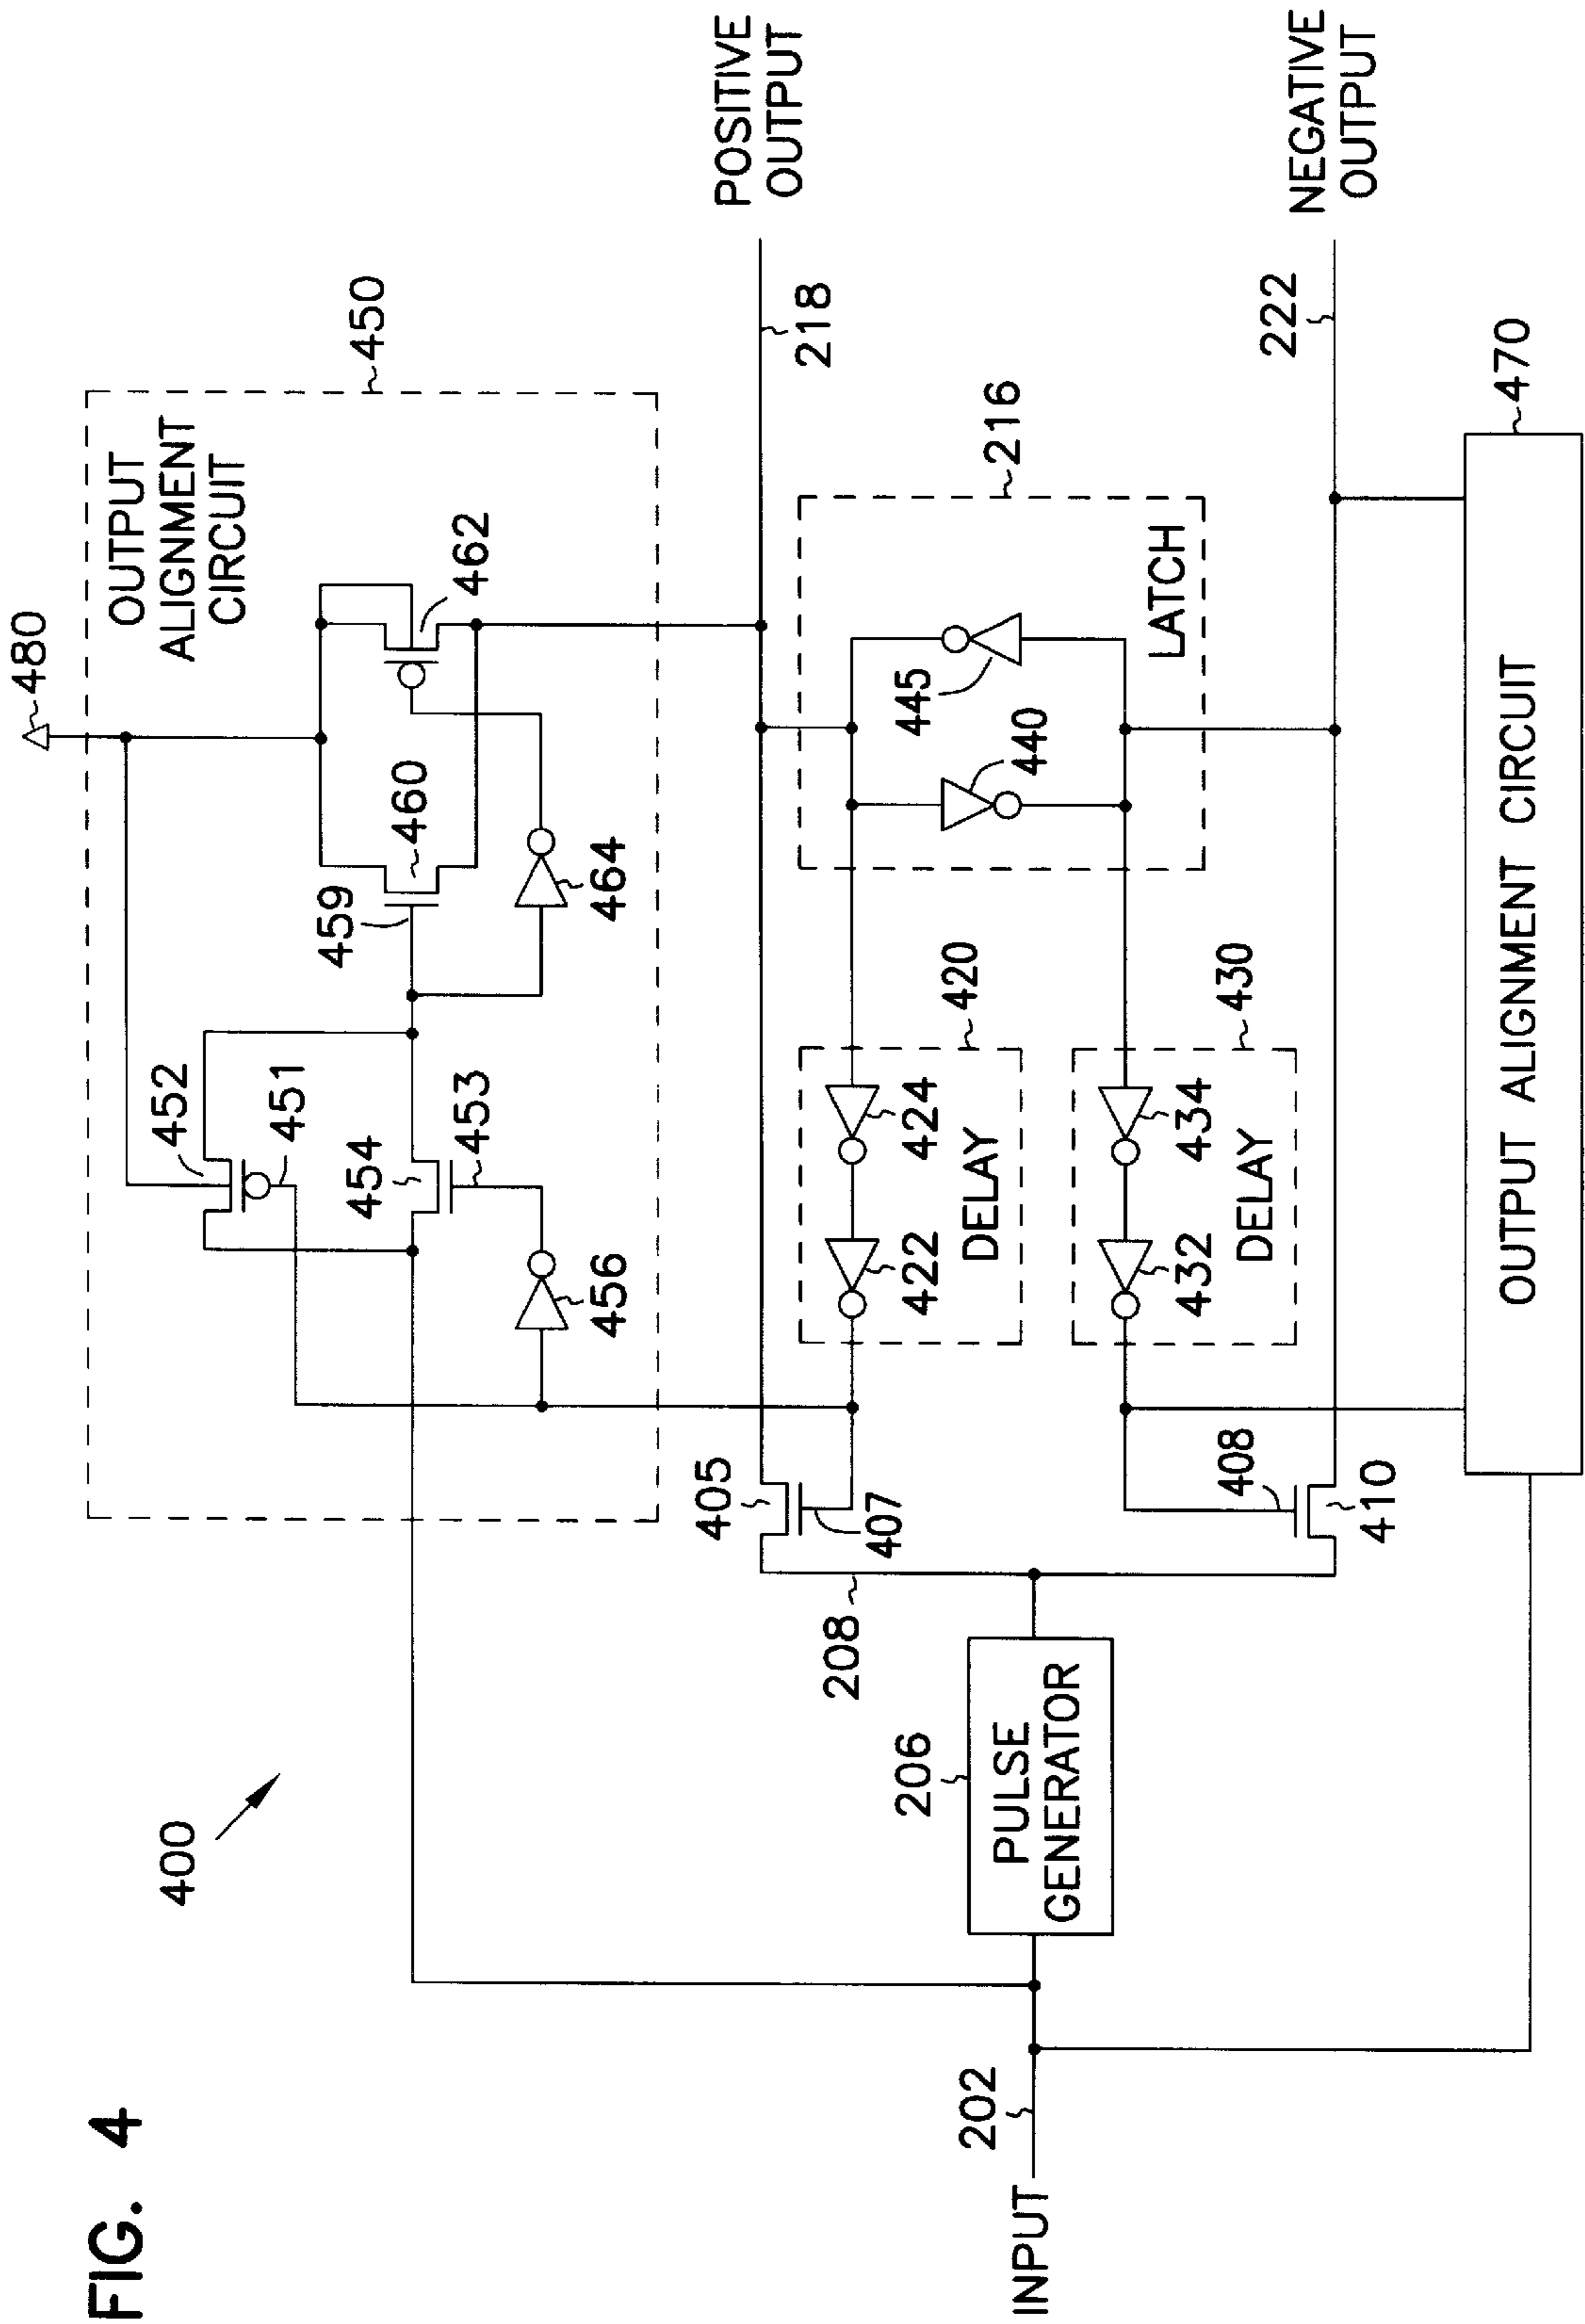 FIG. 4
400
480
450
OUTPUT
ALIGNMENT
CIRCUIT
452
451
454
453
456
459
460
462
464
POSITIVE
OUTPUT
218
405
407
208
420
424
422
DELAY
216
445
440
LATCH
430
434
432
DELAY
INPUT
202
206
PULSE
GENERATOR
408
410
222
NEGATIVE
OUTPUT
470
OUTPUT ALIGNMENT CIRCUIT